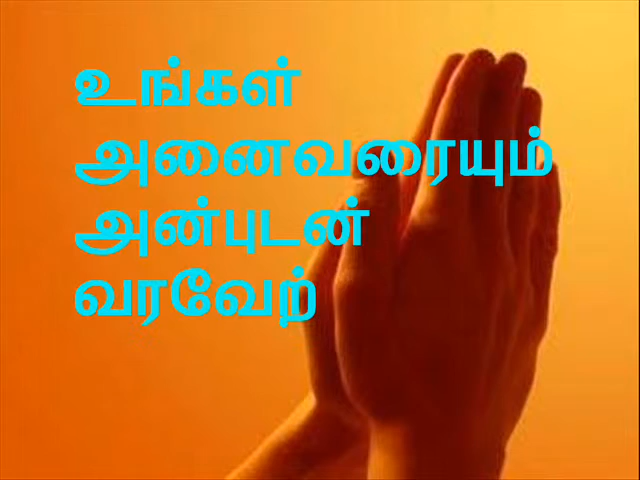 உங்கள்
அனைவரையும்
அன்புடன்
வரவேற்